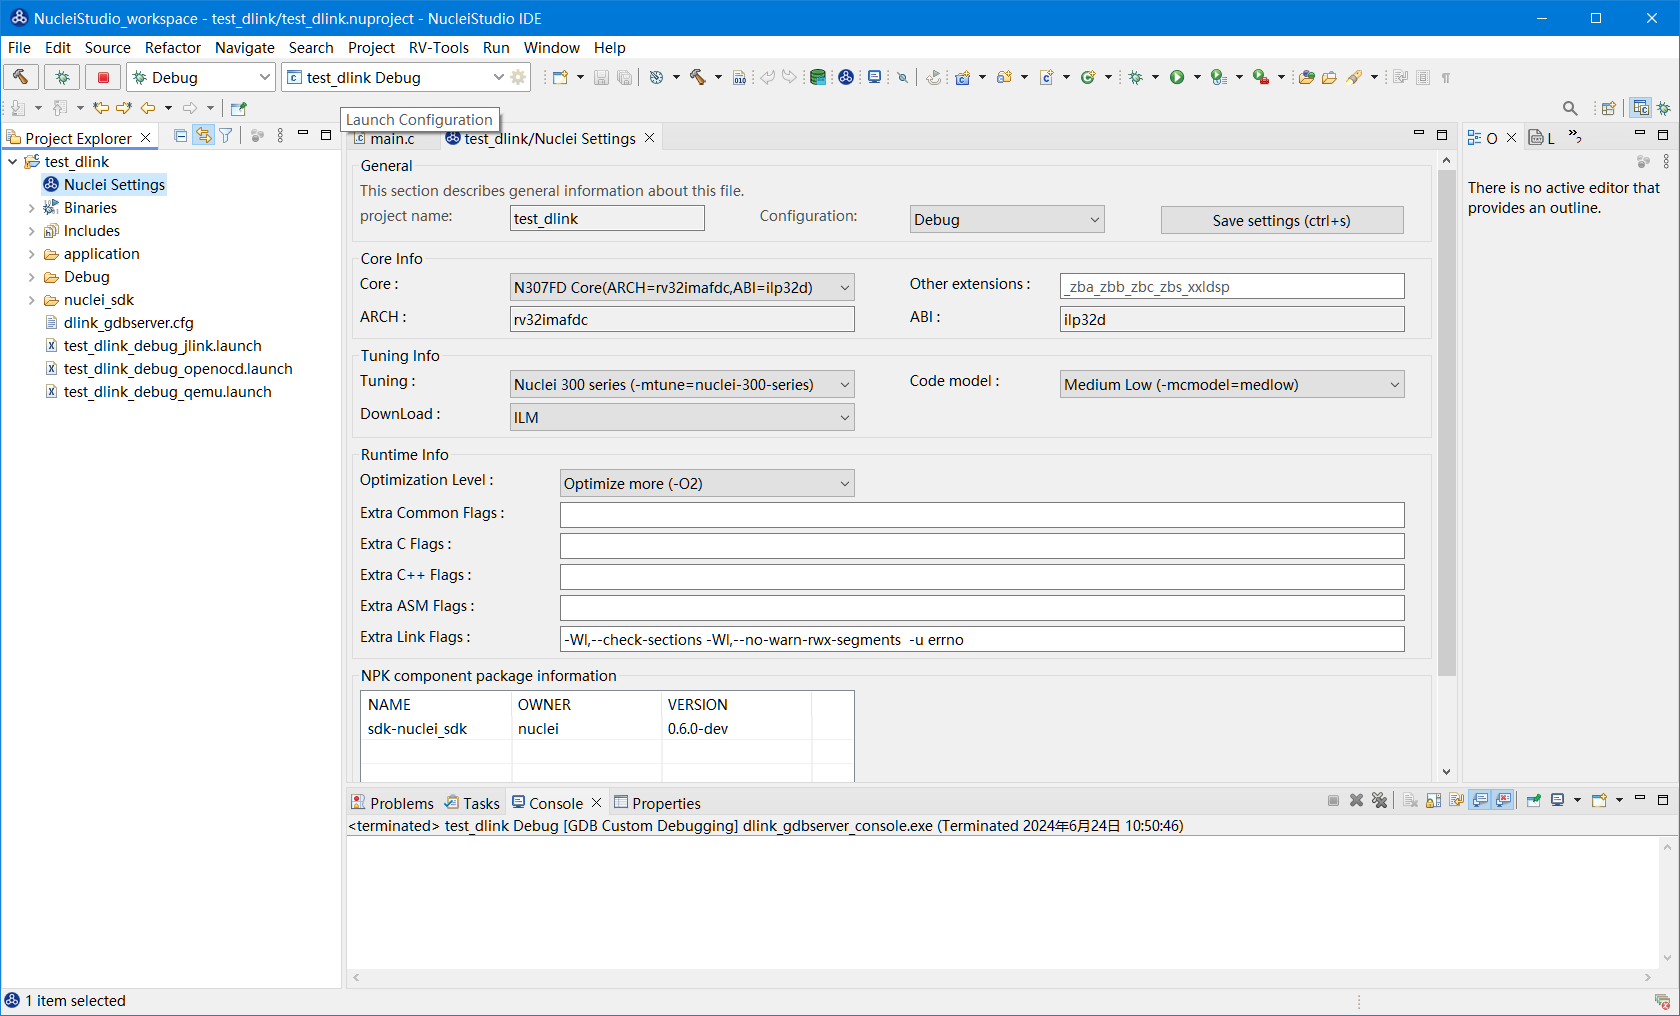 NucleiStudio_workspace - test_dlink/test_dlink.nuproject - NucleiStudio IDE
File Edit Source Refactor Navigate Search Project RV-Tools Run Window Help
Debug test_dlink Debug
Launch Configuration
Project Explorer
main.c test_dlink/Nuclei Settings
O L
test_dlink
Nuclei Settings
Binaries
Includes
application
Debug
nuclei_sdk
dlink_gdbserver.cfg
test_dlink_debug_jlink.launch
test_dlink_debug_openocd.launch
test_dlink_debug_qemu.launch
General
This section describes general information about this file.
project name: test_dlink Configuration: Debug Save settings (ctrl+s)
Core Info
Core : N307FD Core(ARCH=rv32imafdc,ABI=ilp32d) Other extensions : _zba_zbb_zbc_zbs_xxldsp
ARCH : rv32imafdc ABI : ilp32d
Tuning Info
Tuning : Nuclei 300 series (-mtune=nuclei-300-series) Code model : Medium Low (-mcmodel=medlow)
DownLoad : ILM
Runtime Info
Optimization Level : Optimize more (-O2)
Extra Common Flags :
Extra C Flags :
Extra C++ Flags :
Extra ASM Flags :
Extra Link Flags : -Wl,--check-sections -Wl,--no-warn-rwx-segments -u errno
NPK component package information
NAME OWNER VERSION
sdk-nuclei_sdk nuclei 0.6.0-dev
There is no active editor that
provides an outline.
Problems Tasks Console Properties
<terminated> test_dlink Debug [GDB Custom Debugging] dlink_gdbserver_console.exe (Terminated 2024年6月24日 10:50:46)
1 item selected